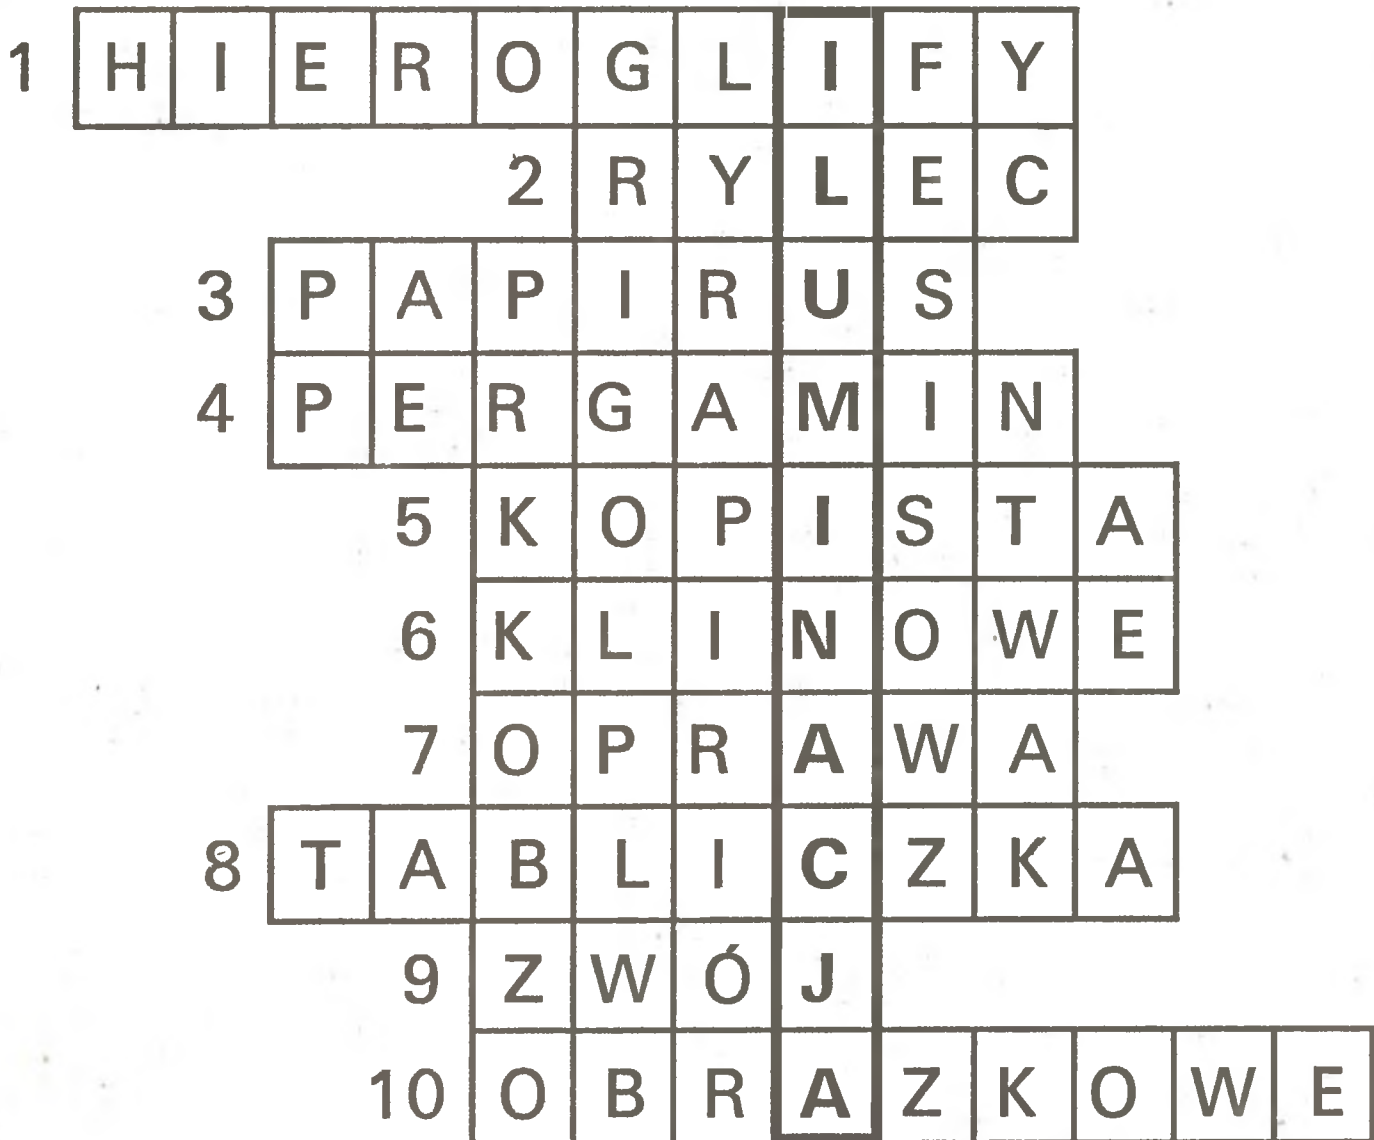 1 HIEROGLIFY
2 RYLEC
3 PAPIRUS
4 PERGAMIN
5 KOPISTA
6 KLINOWE
7 OPRAWA
8 TABLICZKA
9 ZWÓJ
10 OBRAZKOWE